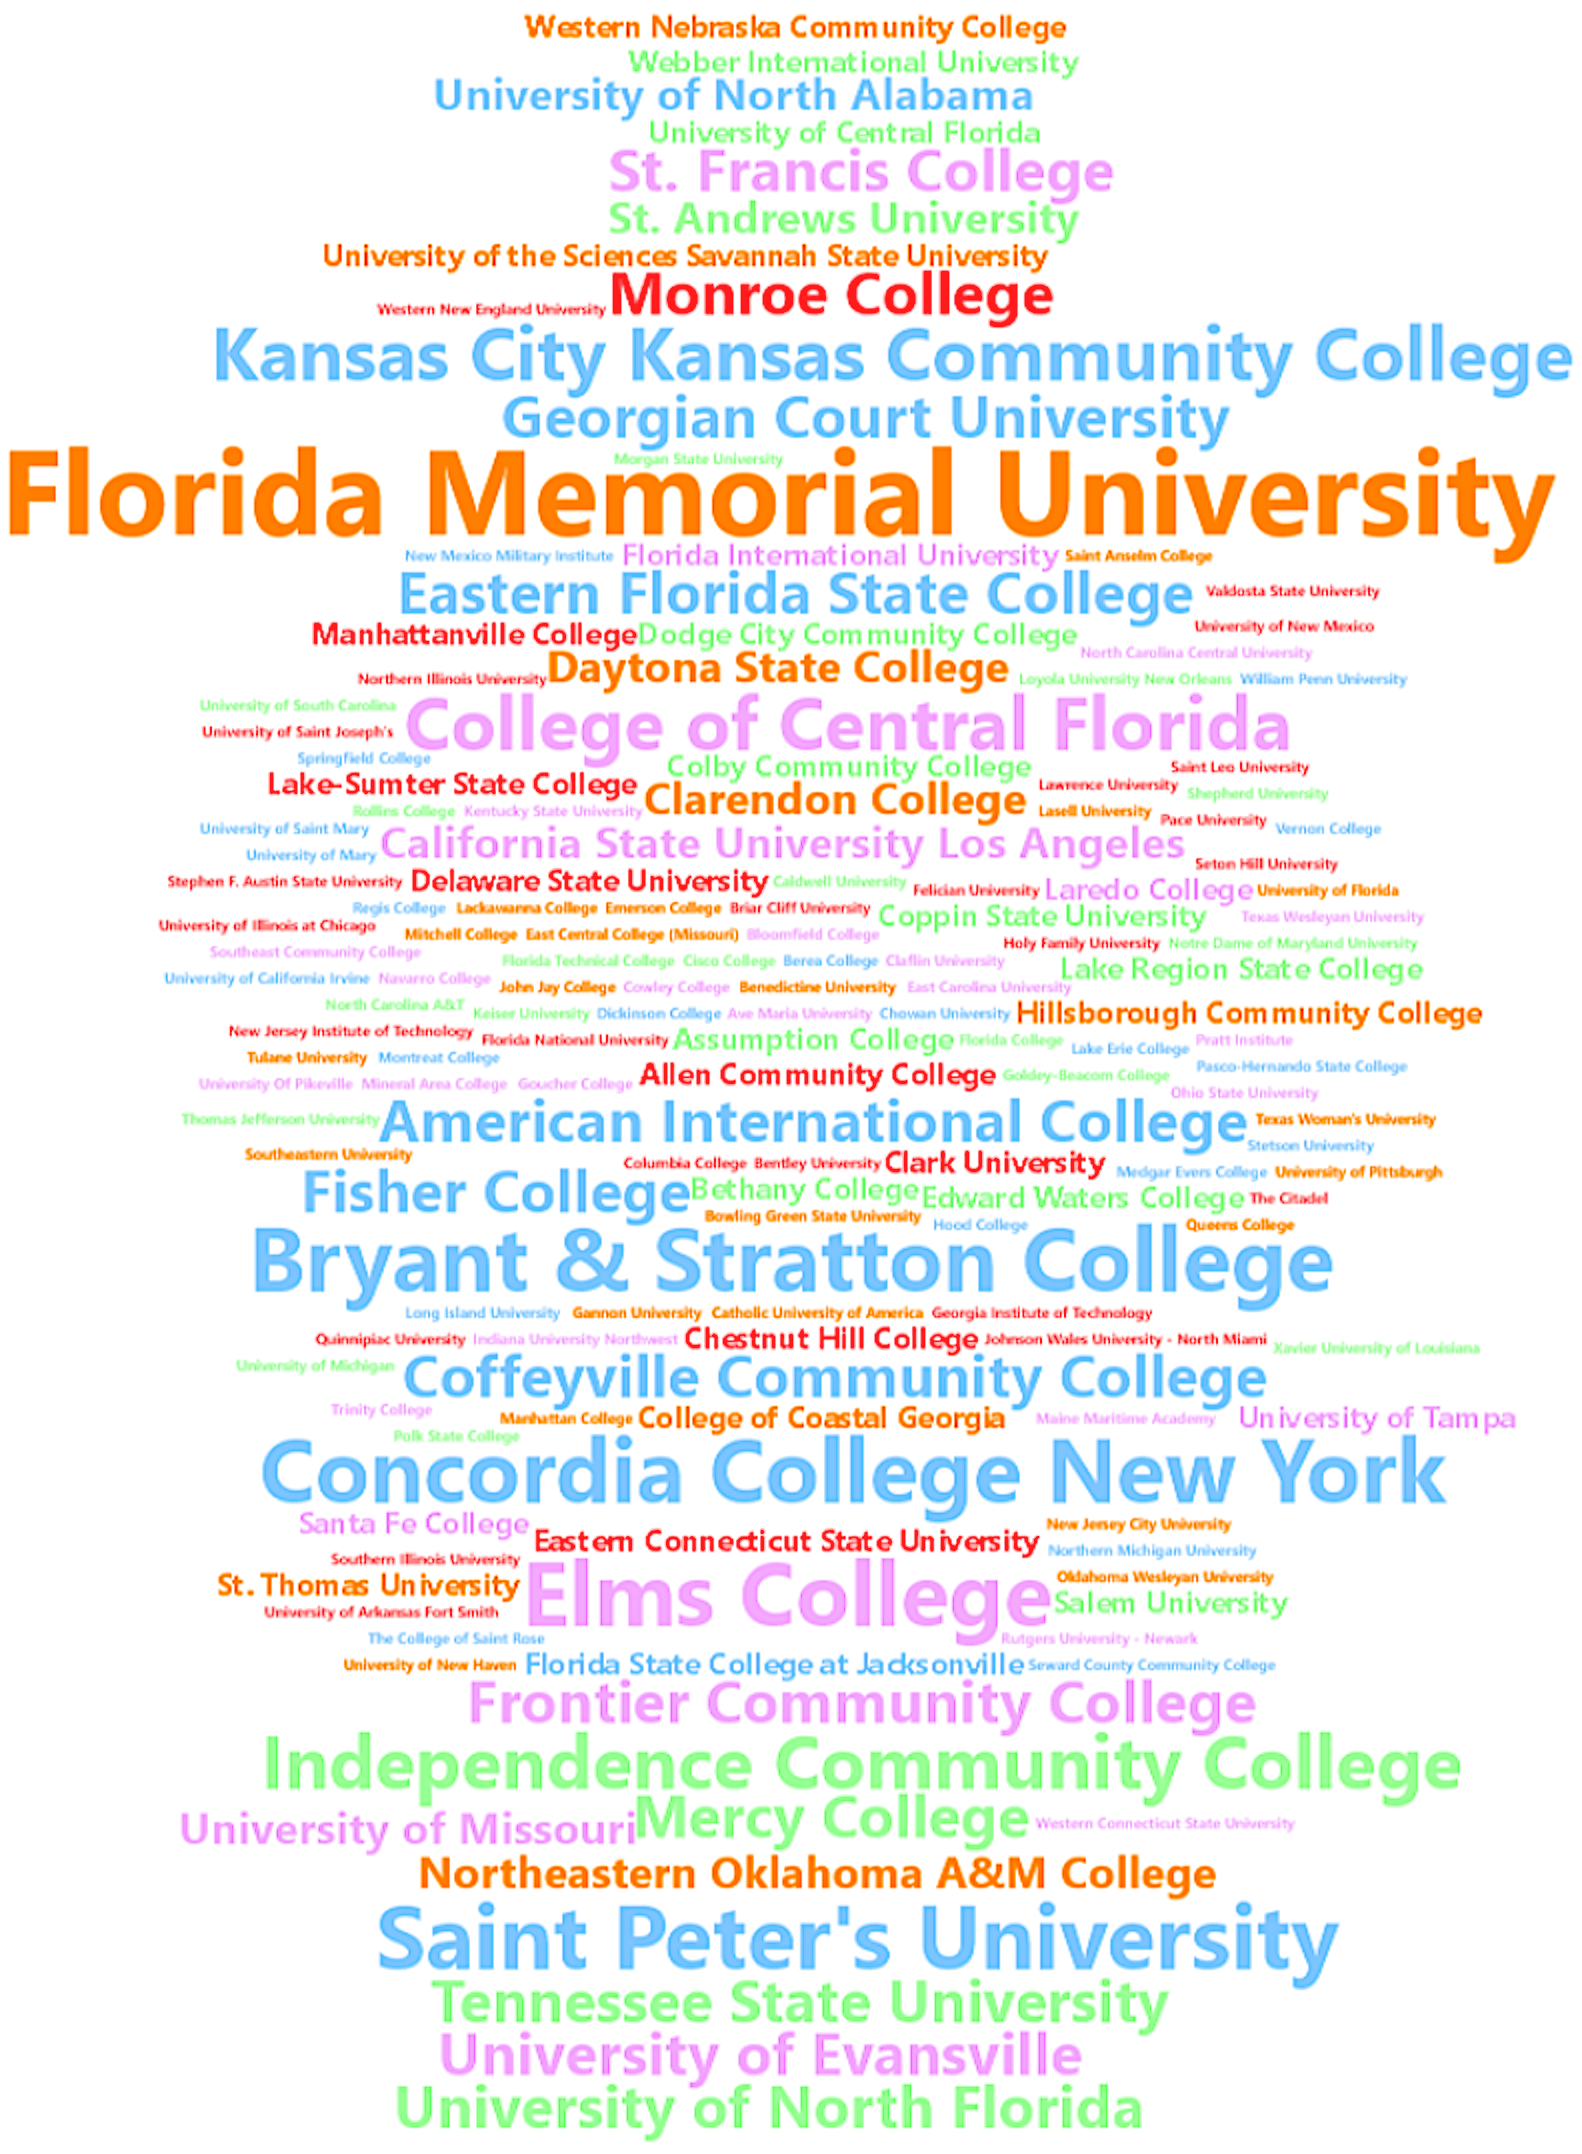 Western Nebraska Community College
Webber International University
University of North Alabama
University of Central Florida
St. Francis College
St. Andrews University
University of the Sciences Savannah State University
Western New England University Monroe College
Kansas City Kansas Community College
Georgian Court University
Morgan State University
Florida Memorial University
New Mexico Military Institute Florida International University Saint Anselm College
Eastern Florida State College Valdosta State University
Manhattanville College Dodge City Community College University of New Mexico
North Carolina Central University
Northern Illinois University Daytona State College Loyola University New Orleans William Penn University
University of South Carolina
University of Saint Joseph's College of Central Florida
Springfield College Colby Community College Saint Leo University
Lake-Sumter State College Lawrence University Shepherd University
Rollins College Kentucky State University Clarendon College Lasell University Pace University
University of Saint Mary Vernon College
University of Mary California State University Los Angeles Seton Hill University
Stephen F. Austin State University Delaware State University Caldwell University Felician University Laredo College University of Florida
Regis College Lackawanna College Emerson College Briar Cliff University Coppin State University Texas Wesleyan University
University of Illinois at Chicago Mitchell College East Central College (Missouri) Bloomfield College Holy Family University Notre Dame of Maryland University
Southeast Community College Florida Technical College Cisco College Berea College Claflin University Lake Region State College
University of California Irvine Navarro College John Jay College Cowley College Benedictine University East Carolina University
North Carolina A&T Keiser University Dickinson College Ave Maria University Chowan University Hillsborough Community College
New Jersey Institute of Technology Florida National University Assumption College Florida College Lake Erie College Pratt Institute
Tulane University Montreat College Pasco-Hernando State College
University Of Pikeville Mineral Area College Goucher College Allen Community College Goldey-Beacom College
Ohio State University
Thomas Jefferson University American International College Texas Woman's University
Stetson University
Southeastern University Columbia College Bentley University Clark University Medgar Evers College University of Pittsburgh
Fisher College Bethany College Edward Waters College The Citadel
Bowling Green State University Hood College Queens College
Bryant & Stratton College
Long Island University Gannon University Catholic University of America Georgia Institute of Technology
Quinnipiac University Indiana University Northwest Chestnut Hill College Johnson Wales University - North Miami Xavier University of Louisiana
University of Michigan Coffeyville Community College
Trinity College Manhattan College College of Coastal Georgia Maine Maritime Academy University of Tampa
Polk State College
Concordia College New York
Santa Fe College Eastern Connecticut State University New Jersey City University
Southern Illinois University Northern Michigan University
St. Thomas University Elms College Oklahoma Wesleyan University
University of Arkansas Fort Smith Salem University
The College of Saint Rose Rutgers University - Newark
University of New Haven Florida State College at Jacksonville Seward County Community College
Frontier Community College
Independence Community College
University of Missouri Mercy College Western Connecticut State University
Northeastern Oklahoma A&M College
Saint Peter's University
Tennessee State University
University of Evansville
University of North Florida